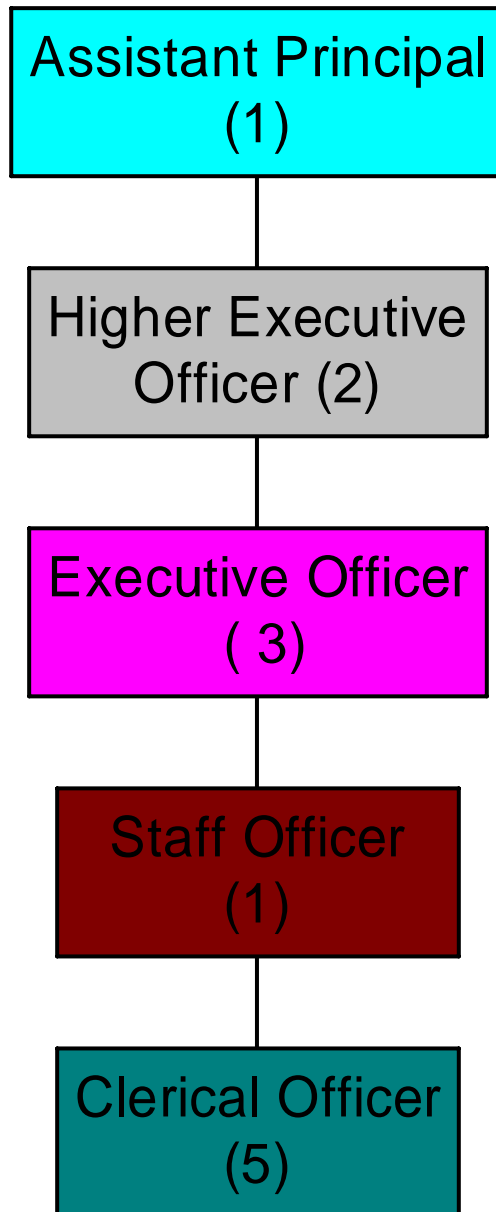 Assistant Principal
(1)
Higher Executive
Officer (2)
Executive Officer
( 3)
Staff Officer
(1)
Clerical Officer
(5)